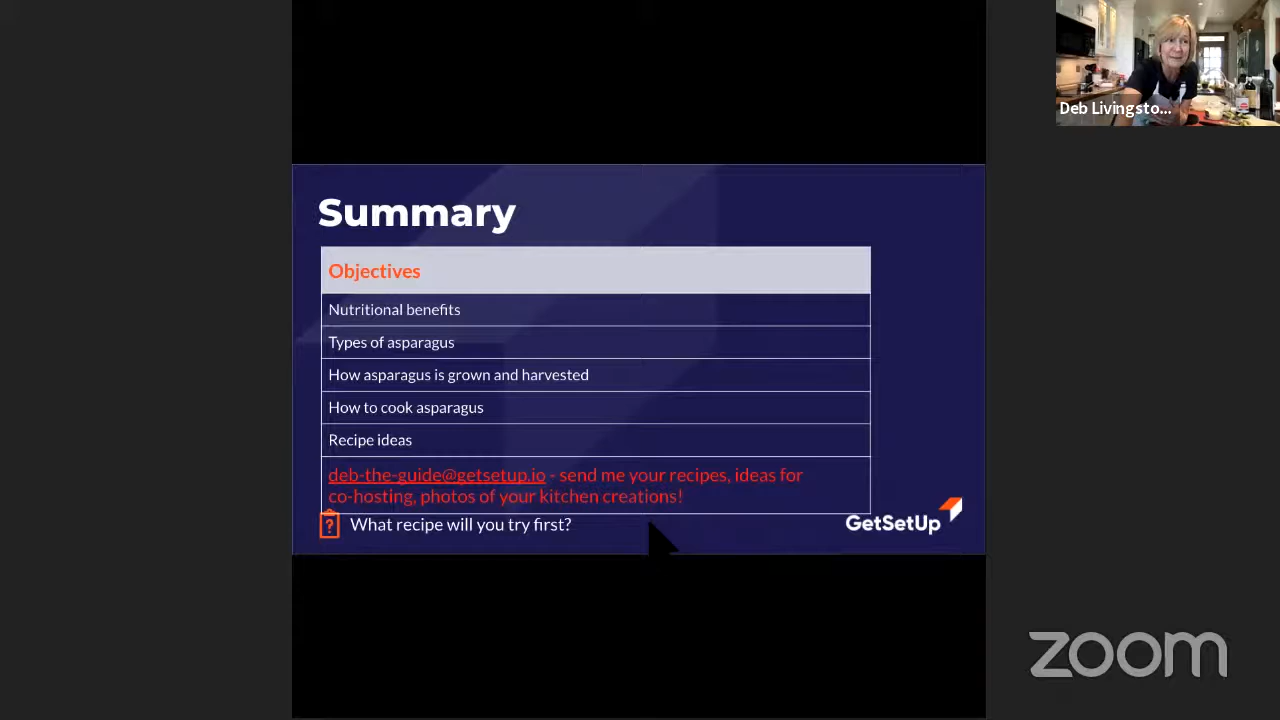 Deb Livingsto...
Summary
Objectives
Nutritional benefits
Types of asparagus
How asparagus is grown and harvested
How to cook asparagus
Recipe ideas
deb-the-guide@getsetup.io - send me your recipes, ideas for
co-hosting, photos of your kitchen creations!
? What recipe will you try first?
GetSetUp
zoom